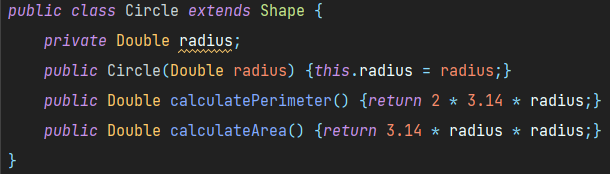 public class Circle extends Shape {
private Double radius;
public Circle(Double radius) {this.radius = radius;}
public Double calculatePerimeter() {return 2 * 3.14 * radius;}
public Double calculateArea() {return 3.14 * radius * radius;}
}